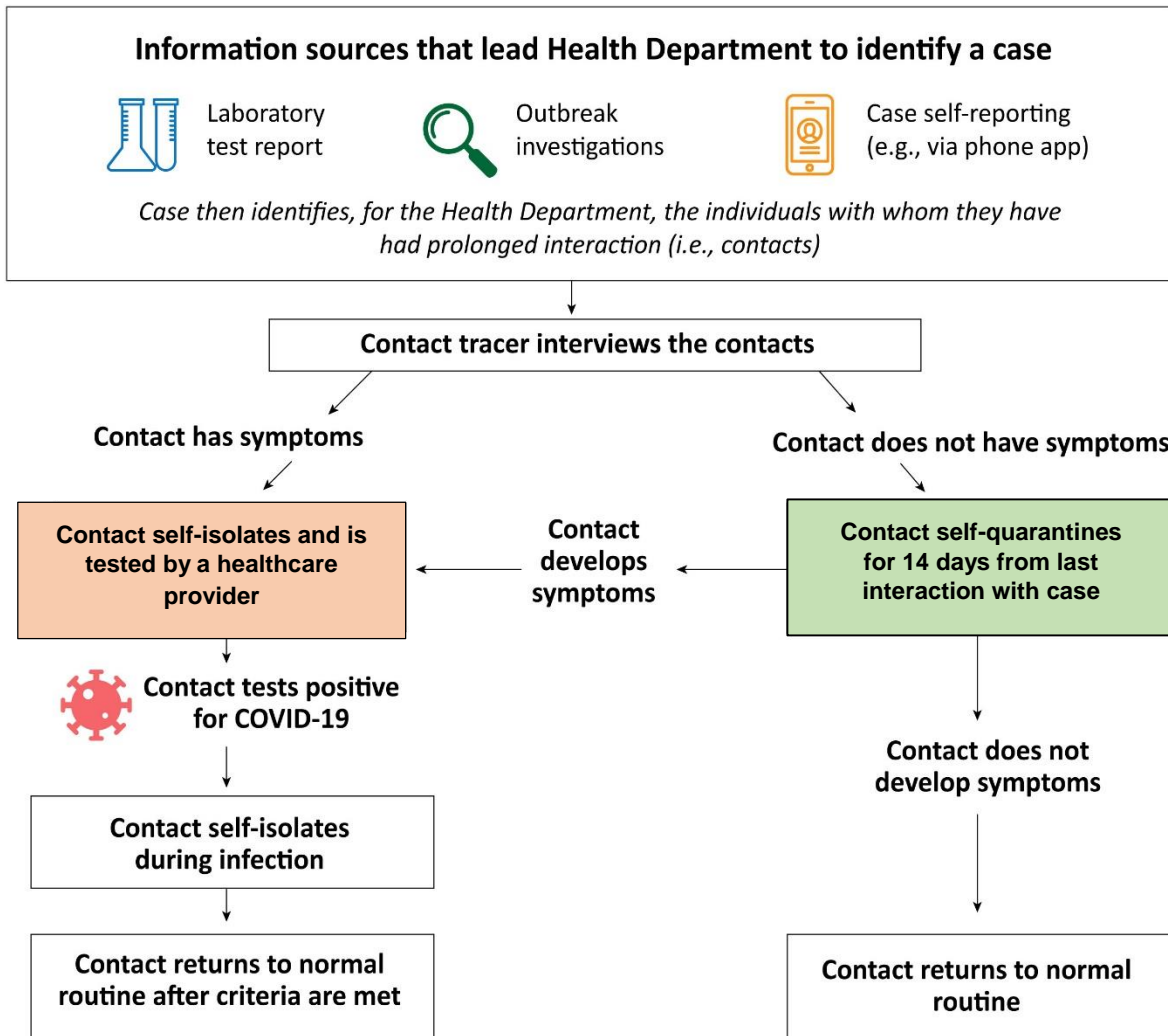 Information sources that lead Health Department to identify a case
Laboratory
test report
Outbreak
investigations
Case self-reporting
(e.g., via phone app)
Case then identifies, for the Health Department, the individuals with whom they have
had prolonged interaction (i.e., contacts)
Contact tracer interviews the contacts
Contact has symptoms
Contact does not have symptoms
Contact self-isolates and is
tested by a healthcare
provider
Contact
develops
symptoms
Contact self-quarantines
for 14 days from last
interaction with case
Contact tests positive
for COVID-19
Contact does not
develop symptoms
Contact self-isolates
during infection
Contact returns to normal
routine after criteria are met
Contact returns to normal
routine